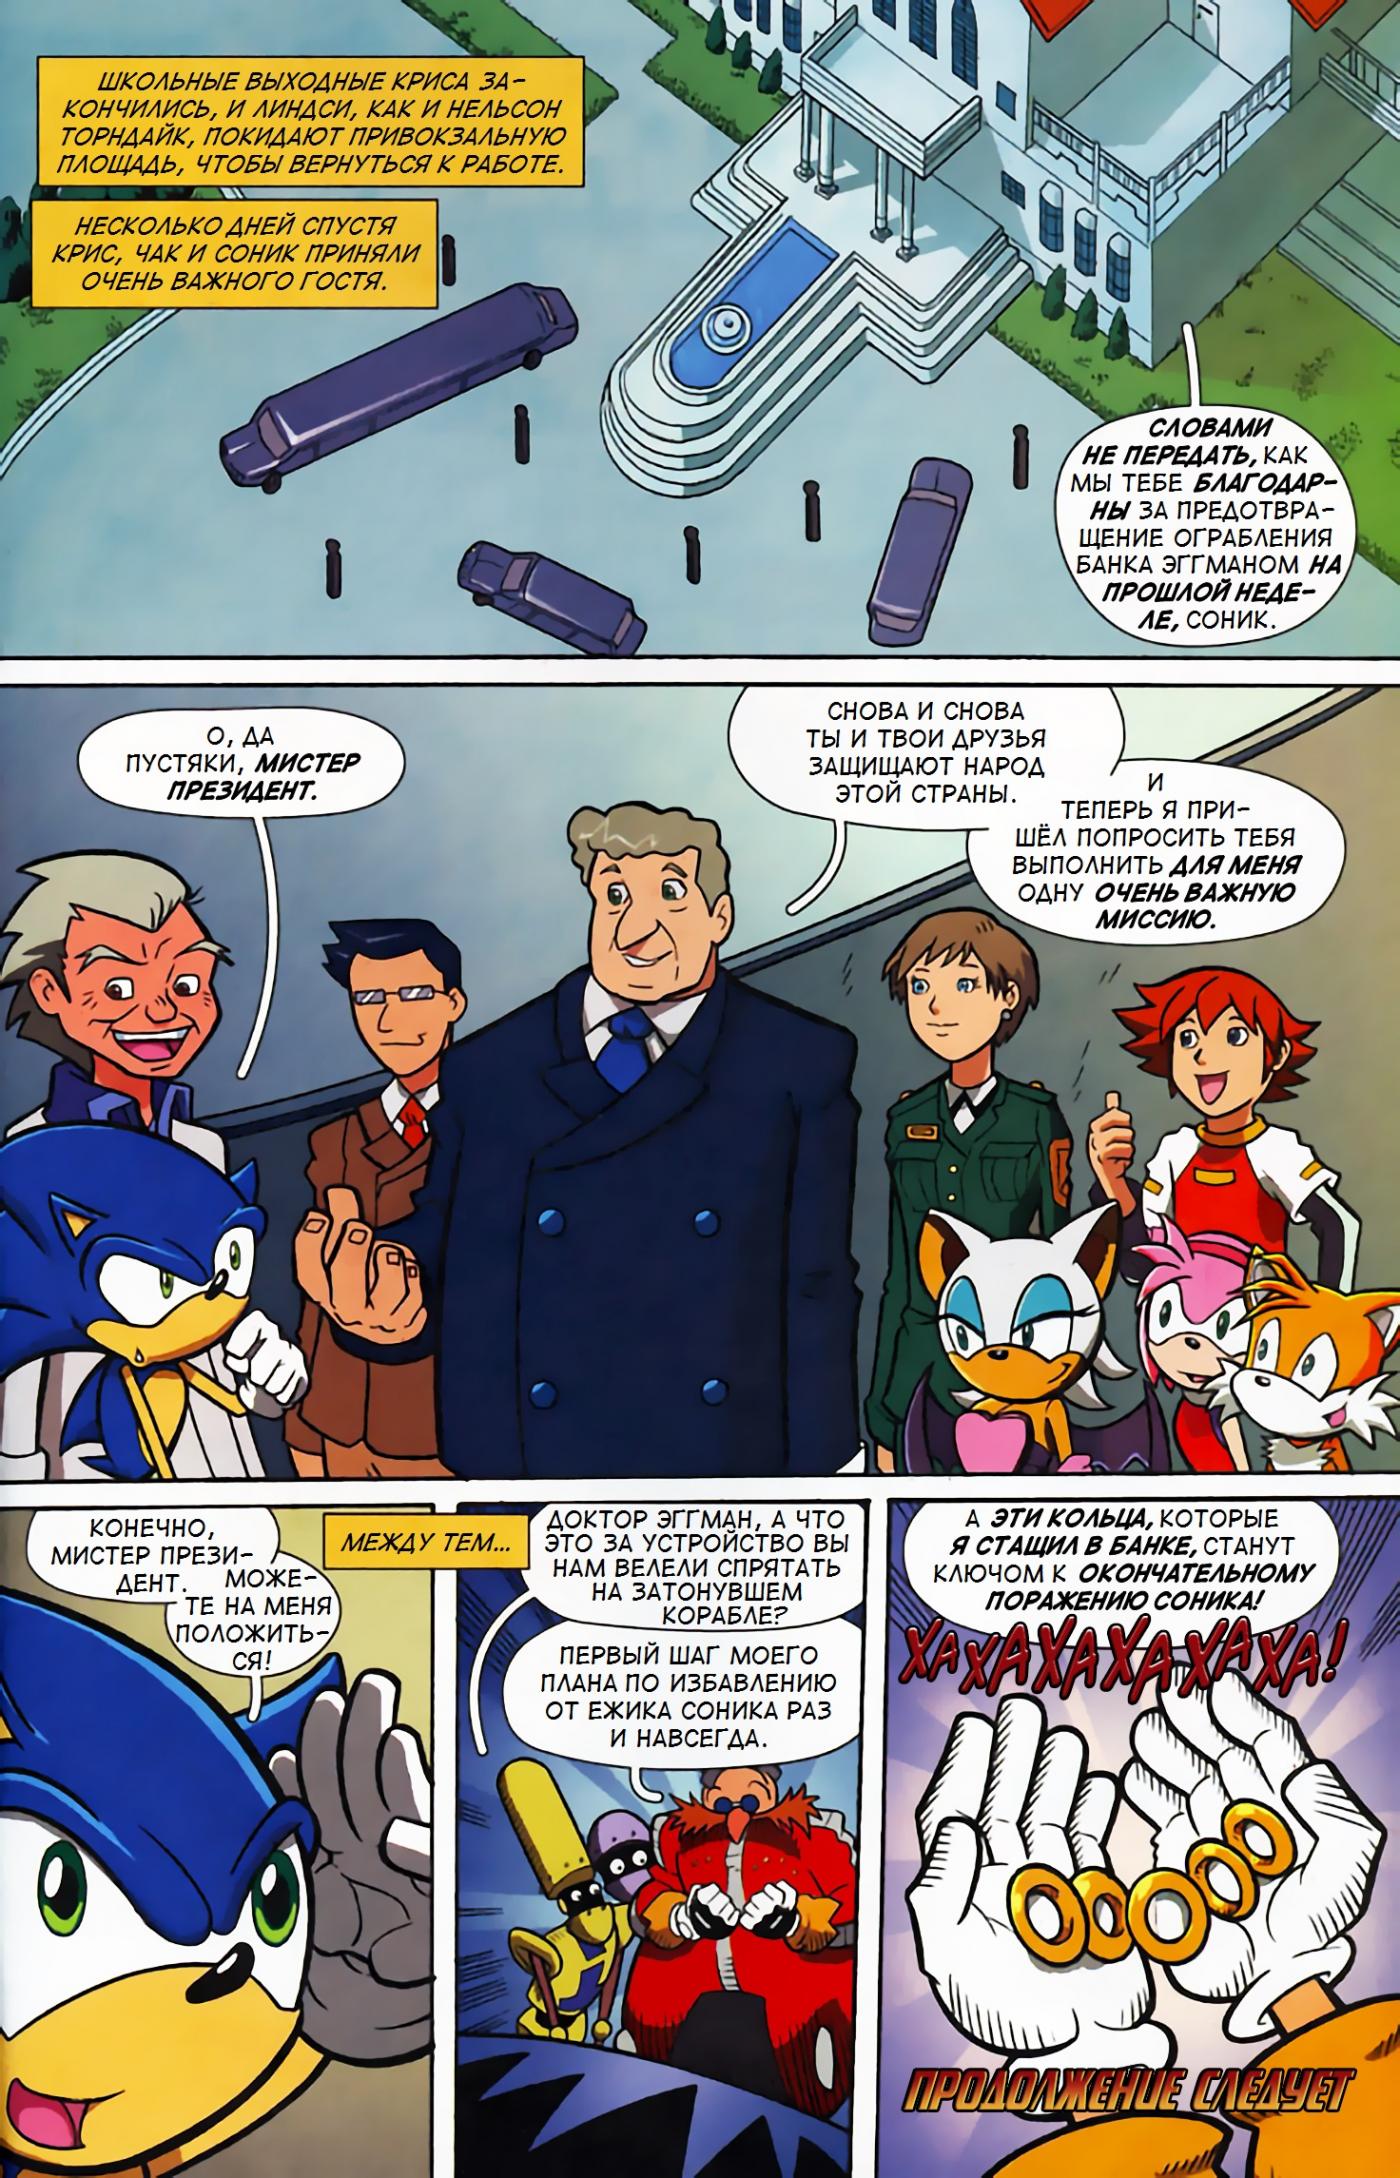 ШКОЛЬНЫЕ ВЫХОДНЫЕ КРИСА ЗА-
КОНЧИЛИСЬ, И ЛИНДСИ, КАК И НЕЛЬСОН
ТОРНДАЙК, ПОКИДАЮТ ПРИВОКЗАЛЬНУЮ
ПЛОЩАДЬ, ЧТОБЫ ВЕРНУТЬСЯ К РАБОТЕ.
НЕСКОЛЬКО ДНЕЙ СПУСТЯ
КРИС, ЧАК И СОНИК ПРИНЯЛИ
ОЧЕНЬ ВАЖНОГО ГОСТЯ.
СЛОВАМИ
НЕ ПЕРЕДАТЬ, КАК
МЫ ТЕБЕ БЛАГОДАР-
НЫ ЗА ПРЕДОТВРА-
ЩЕНИЕ ОГРАБЛЕНИЯ
БАНКА ЭГГМАНОМ НА
ПРОШЛОЙ НЕДЕ-
ЛЕ, СОНИК.
О, ДА
ПУСТЯКИ, МИСТЕР
ПРЕЗИДЕНТ.
СНОВА И СНОВА
ТЫ И ТВОИ ДРУЗЬЯ
ЗАЩИЩАЮТ НАРОД
ЭТОЙ СТРАНЫ.
И
ТЕПЕРЬ Я ПРИ-
ШЁЛ ПОПРОСИТЬ ТЕБЯ
ВЫПОЛНИТЬ ДЛЯ МЕНЯ
ОДНУ ОЧЕНЬ ВАЖНУЮ
МИССИЮ.
КОНЕЧНО,
МИСТЕР ПРЕЗИ-
ДЕНТ.
МОЖЕ-
ТЕ НА МЕНЯ
ПОЛОЖИТЬ-
СЯ!
МЕЖДУ ТЕМ...
ДОКТОР ЭГГМАН, А ЧТО
ЭТО ЗА УСТРОЙСТВО ВЫ
НАМ ВЕЛЕЛИ СПРЯТАТЬ
НА ЗАТОНУВШЕМ
КОРАБЛЕ?
ПЕРВЫЙ ШАГ МОЕГО
ПЛАНА ПО ИЗБАВЛЕНИЮ
ОТ ЕЖИКА СОНИКА РАЗ
И НАВСЕГДА.
А ЭТИ КОЛЬЦА, КОТОРЫЕ
Я СТАЩИЛ В БАНКЕ, СТАНУТ
КЛЮЧОМ К ОКОНЧАТЕЛЬНОМУ
ПОРАЖЕНИЮ СОНИКА!
ХА ХА ХА ХА ХА ХА!
ПРОДОЛЖЕНИЕ СЛЕДУЕТ